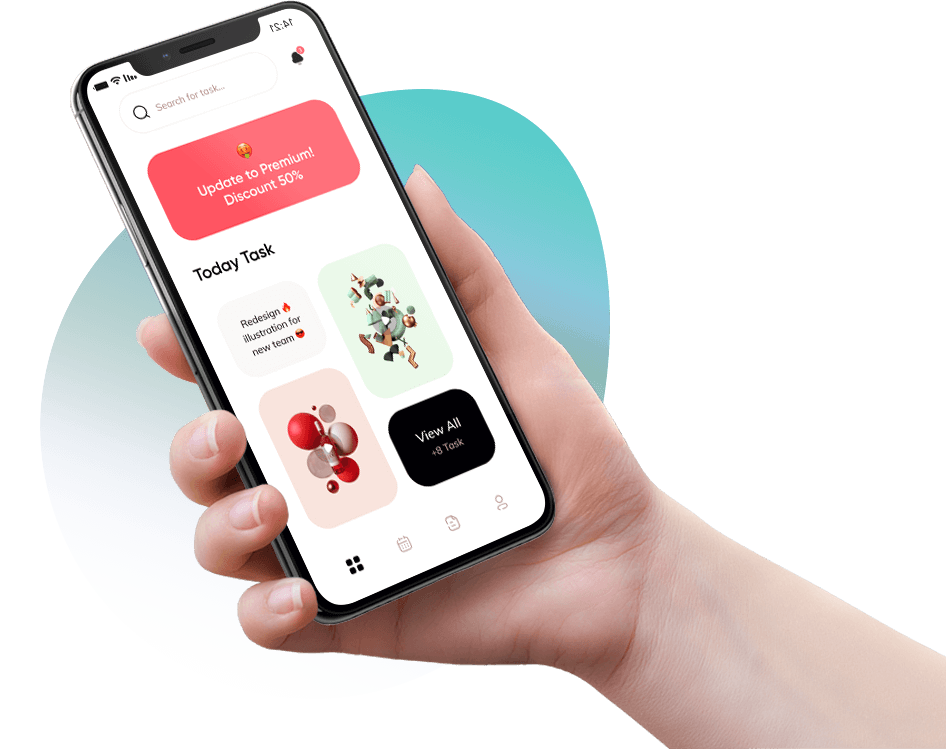 14:21
Search for task...
Update to Premium!
Discount 50%
Today Task
Redesign 🔥
illustration for
new team 😍
View All
+8 Task